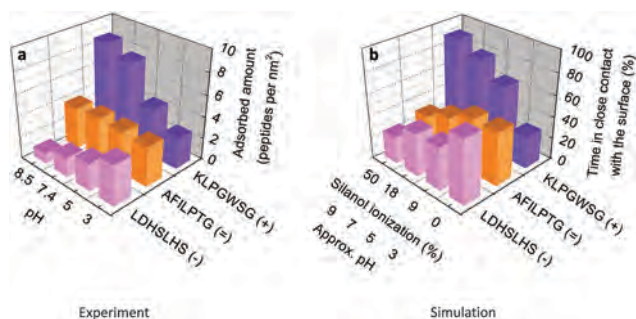 a
10
8
6
4
2
0
Adsorbed amount
(peptides per nm²)
8.5
7.4
5
3
pH
KLPGWSG (+)
AFILPTG (=)
LDHSLHS (-)
Experiment
b
100
80
60
40
20
0
Time in close contact
with the surface (%)
50
18
9
0
Silanol Ionization (%)
9
7
5
3
Approx. pH
KLPGWSG (+)
AFILPTG (=)
LDHSLHS (-)
Simulation